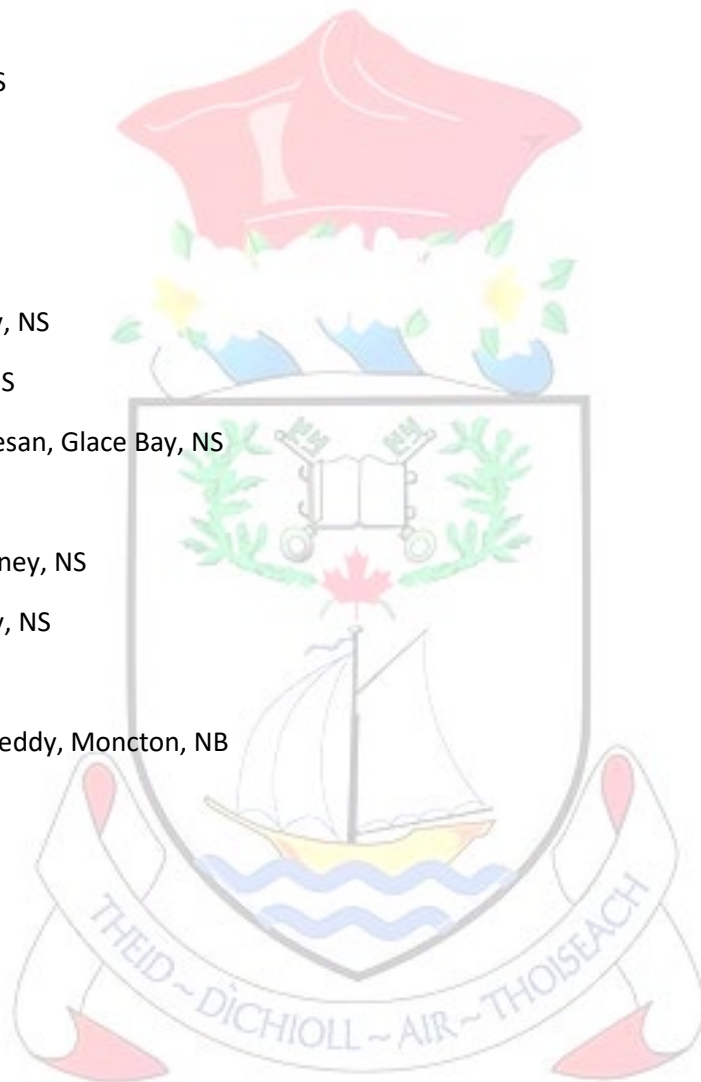 S
, NS
S
esan, Glace Bay, NS
ney, NS
, NS
eddy, Moncton, NB
THEID ~ DÌCHIOLL ~ AIR ~ THOISEACH